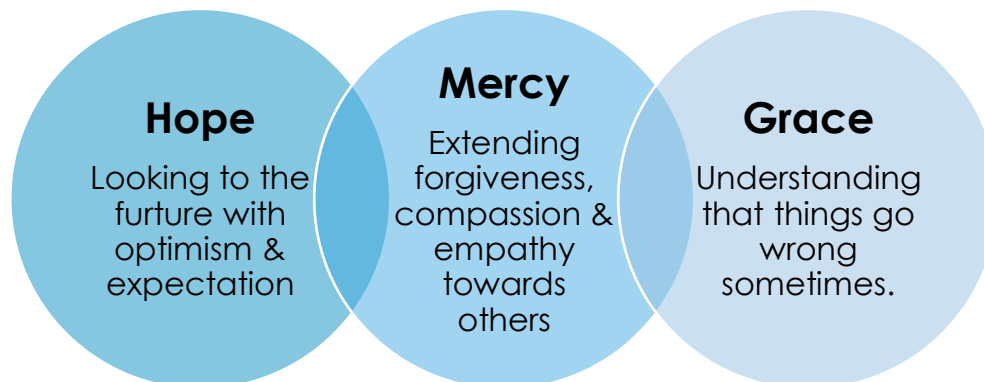 Hope
Looking to the
furture with
optimism &
expectation
Mercy
Extending
forgiveness,
compassion &
empathy
towards
others
Grace
Understanding
that things go
wrong
sometimes.